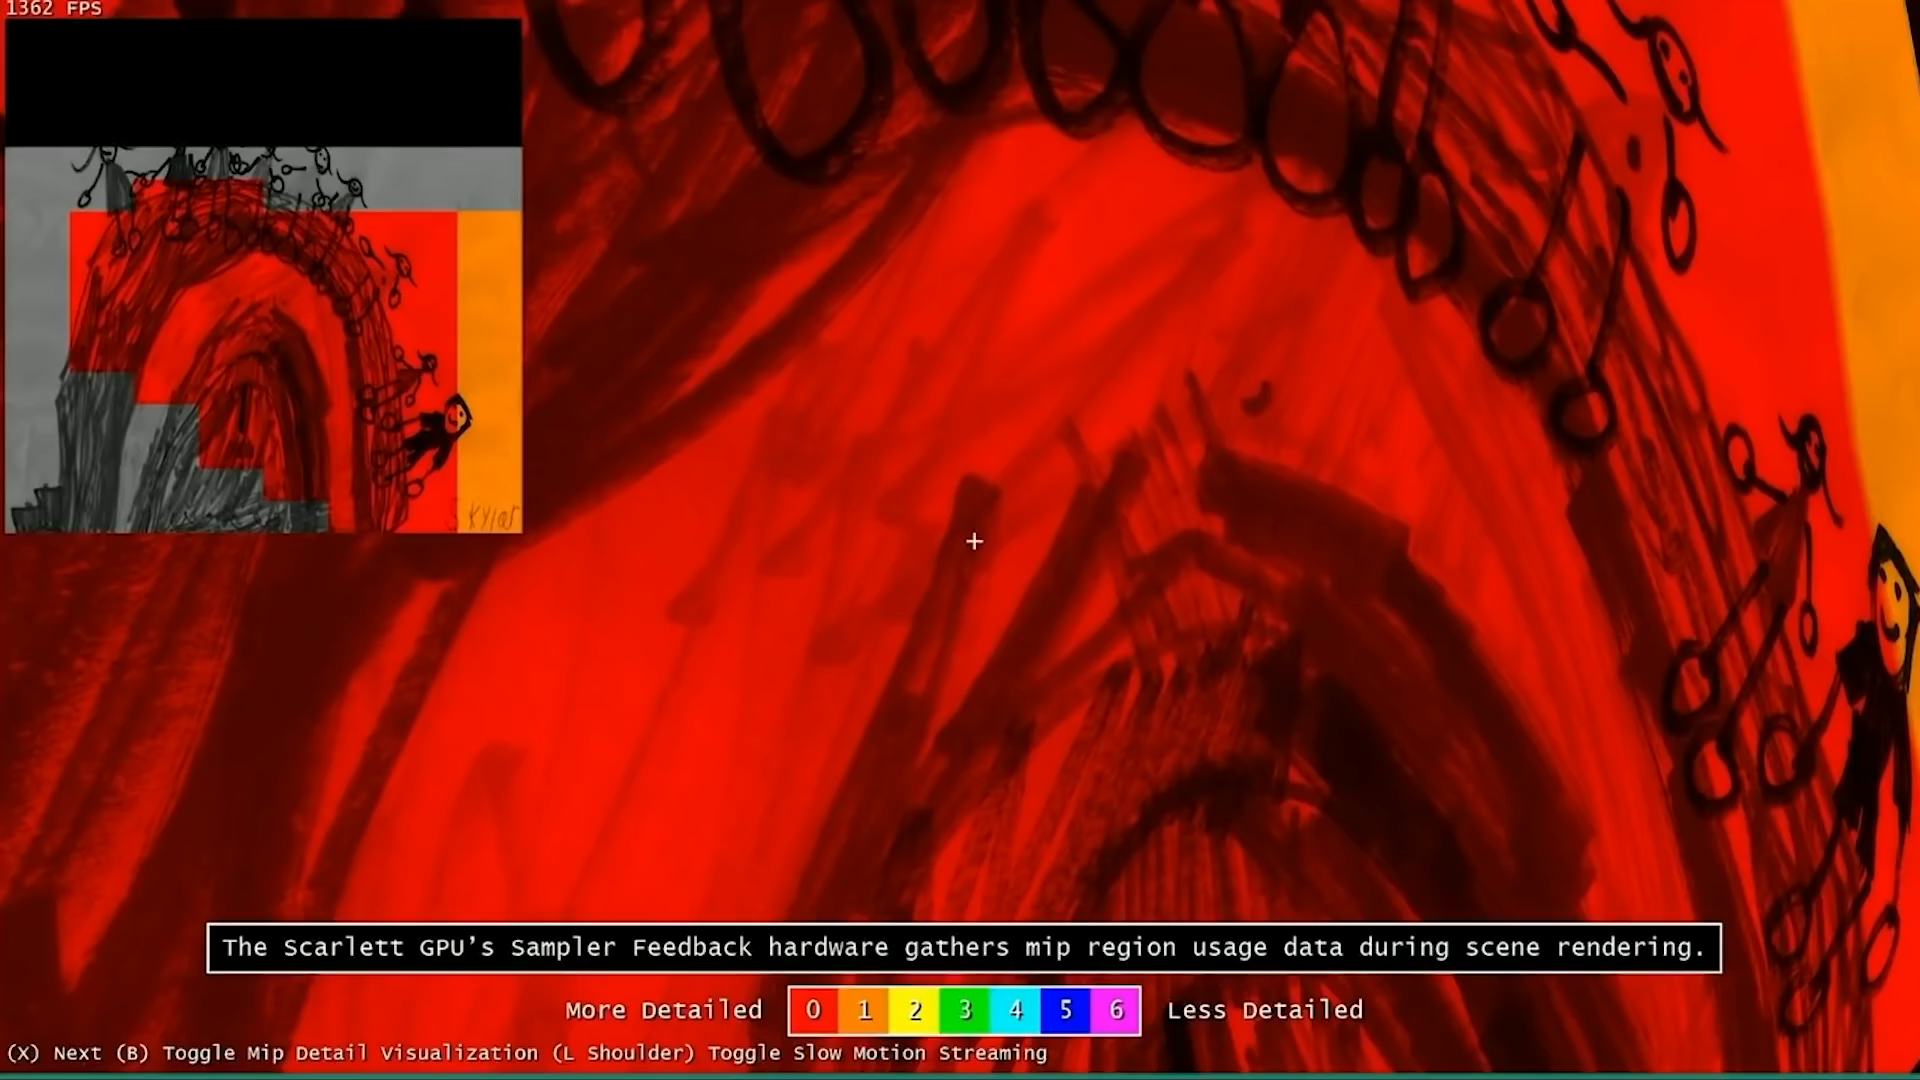 1362 FPS
Skylar
The Scarlett GPU's Sampler Feedback hardware gathers mip region usage data during scene rendering.
More Detailed 0 1 2 3 4 5 6 Less Detailed
(X) Next (B) Toggle Mip Detail Visualization (L Shoulder) Toggle Slow Motion Streaming